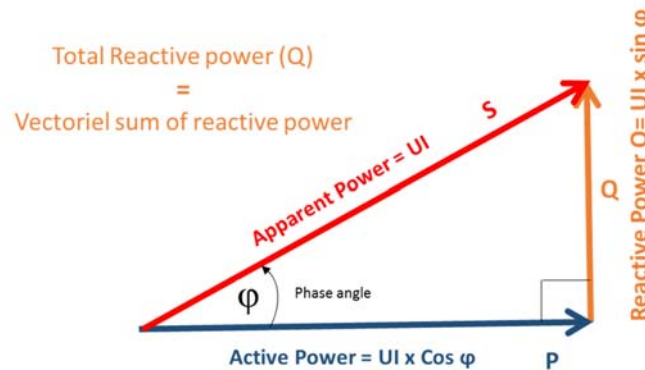 Total Reactive power (Q)
=
Vectoriel sum of reactive power
S
Apparent Power = UI
Q
Reactive Power Q= UI x sin φ
φ
Phase angle
Active Power = UI x Cos φ
P